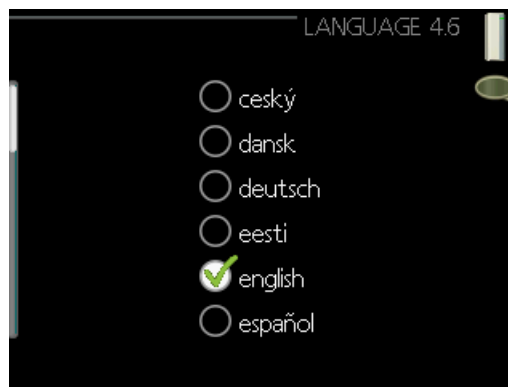 LANGUAGE 4.6
ceský
dansk
deutsch
eesti
english
español